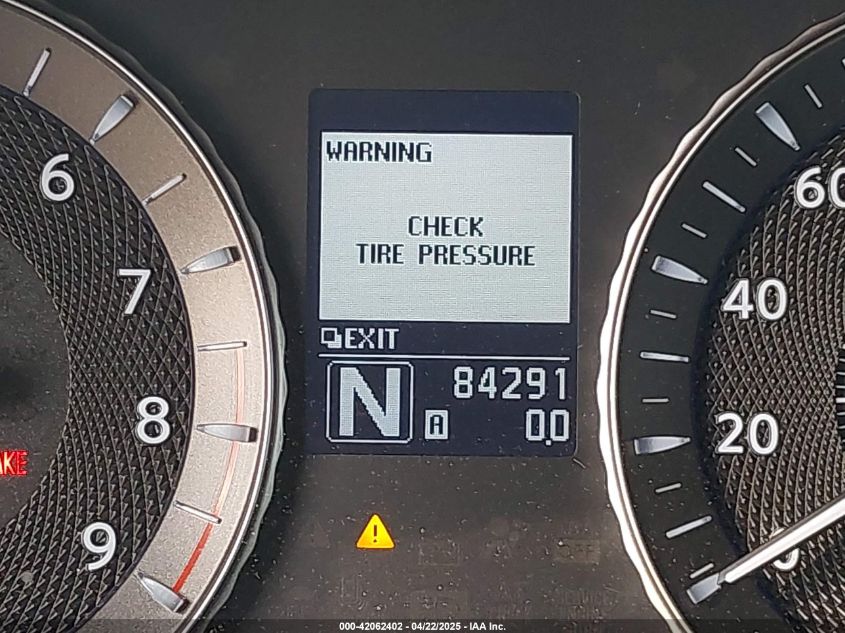 WARNING
CHECK
TIRE PRESSURE
EXIT
N
84291
A
0.0
6
7
8
9
60
40
20
0
000-42062402 - 04/22/2025 - IAA Inc.